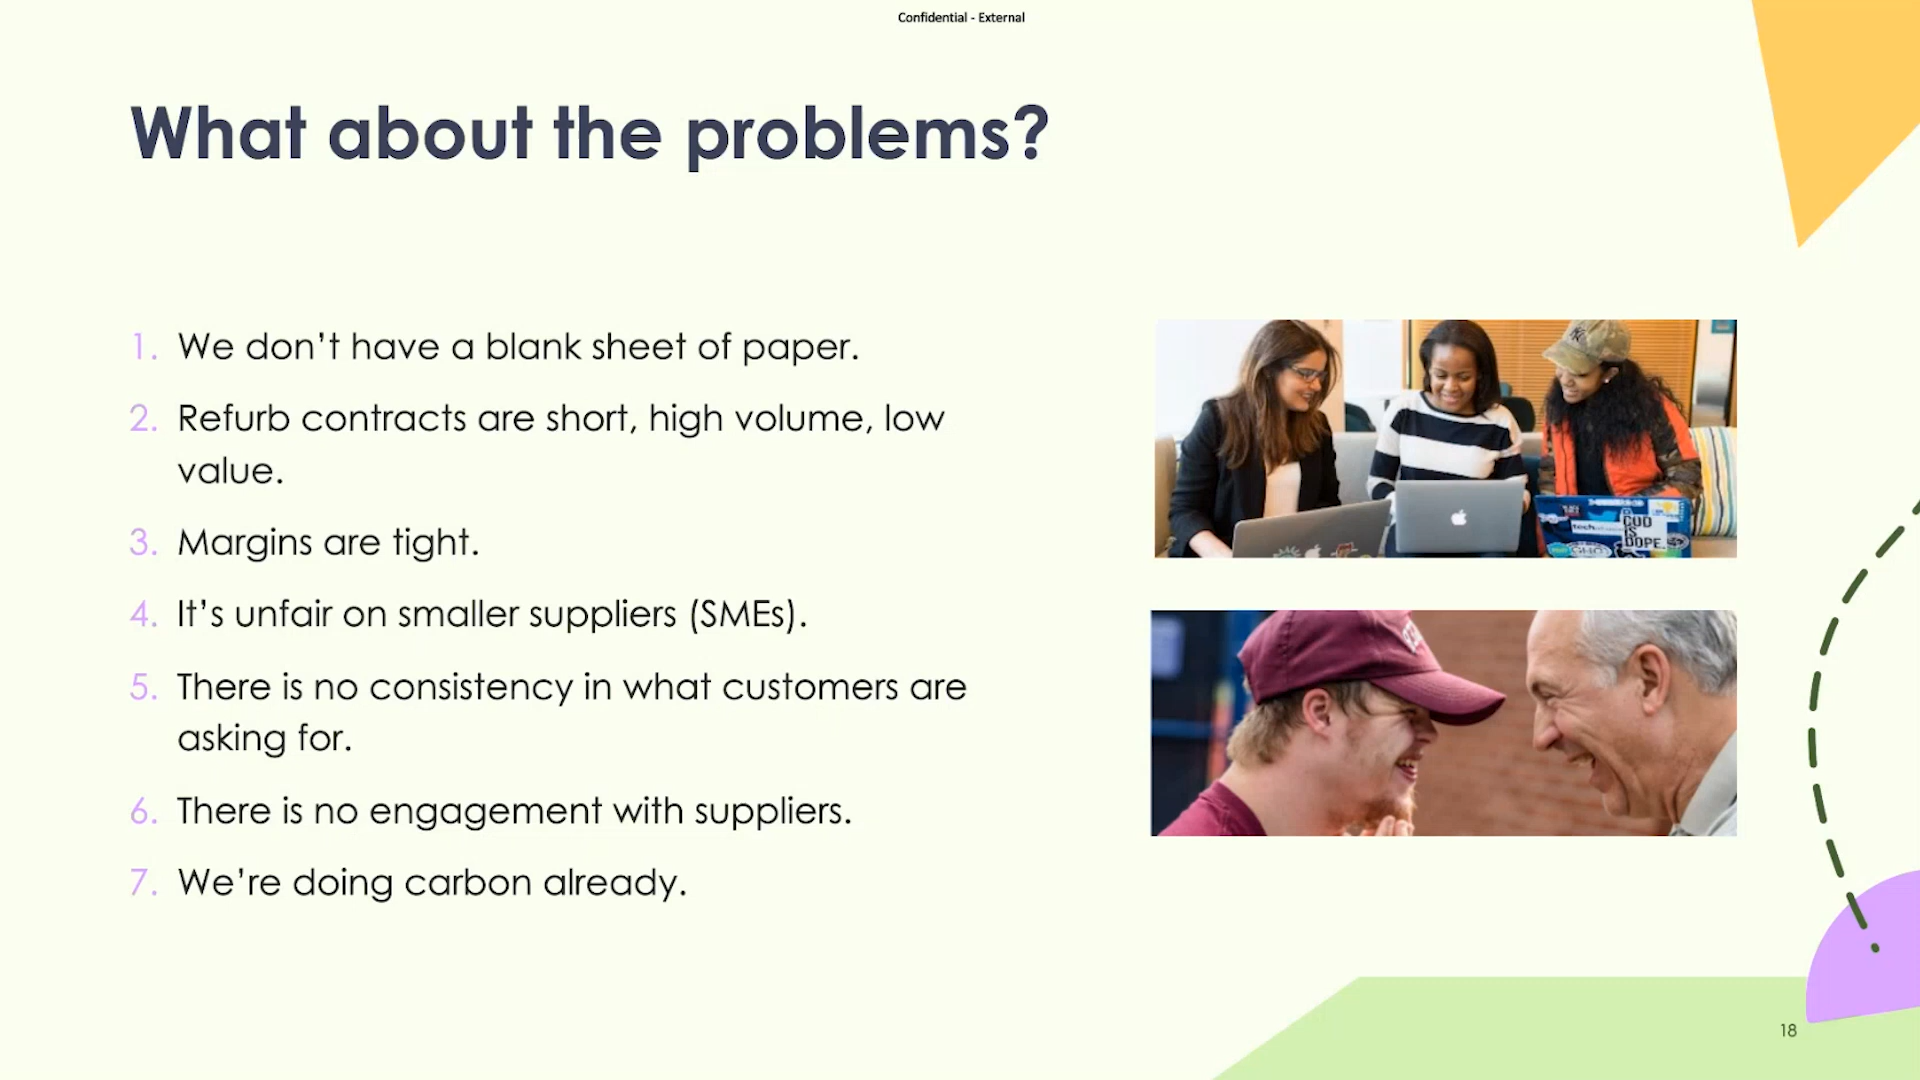 Confidential - External
What about the problems?
1. We don’t have a blank sheet of paper.
2. Refurb contracts are short, high volume, low
value.
3. Margins are tight.
4. It’s unfair on smaller suppliers (SMEs).
5. There is no consistency in what customers are
asking for.
6. There is no engagement with suppliers.
7. We’re doing carbon already.
GOD
IS
DOPE.
18